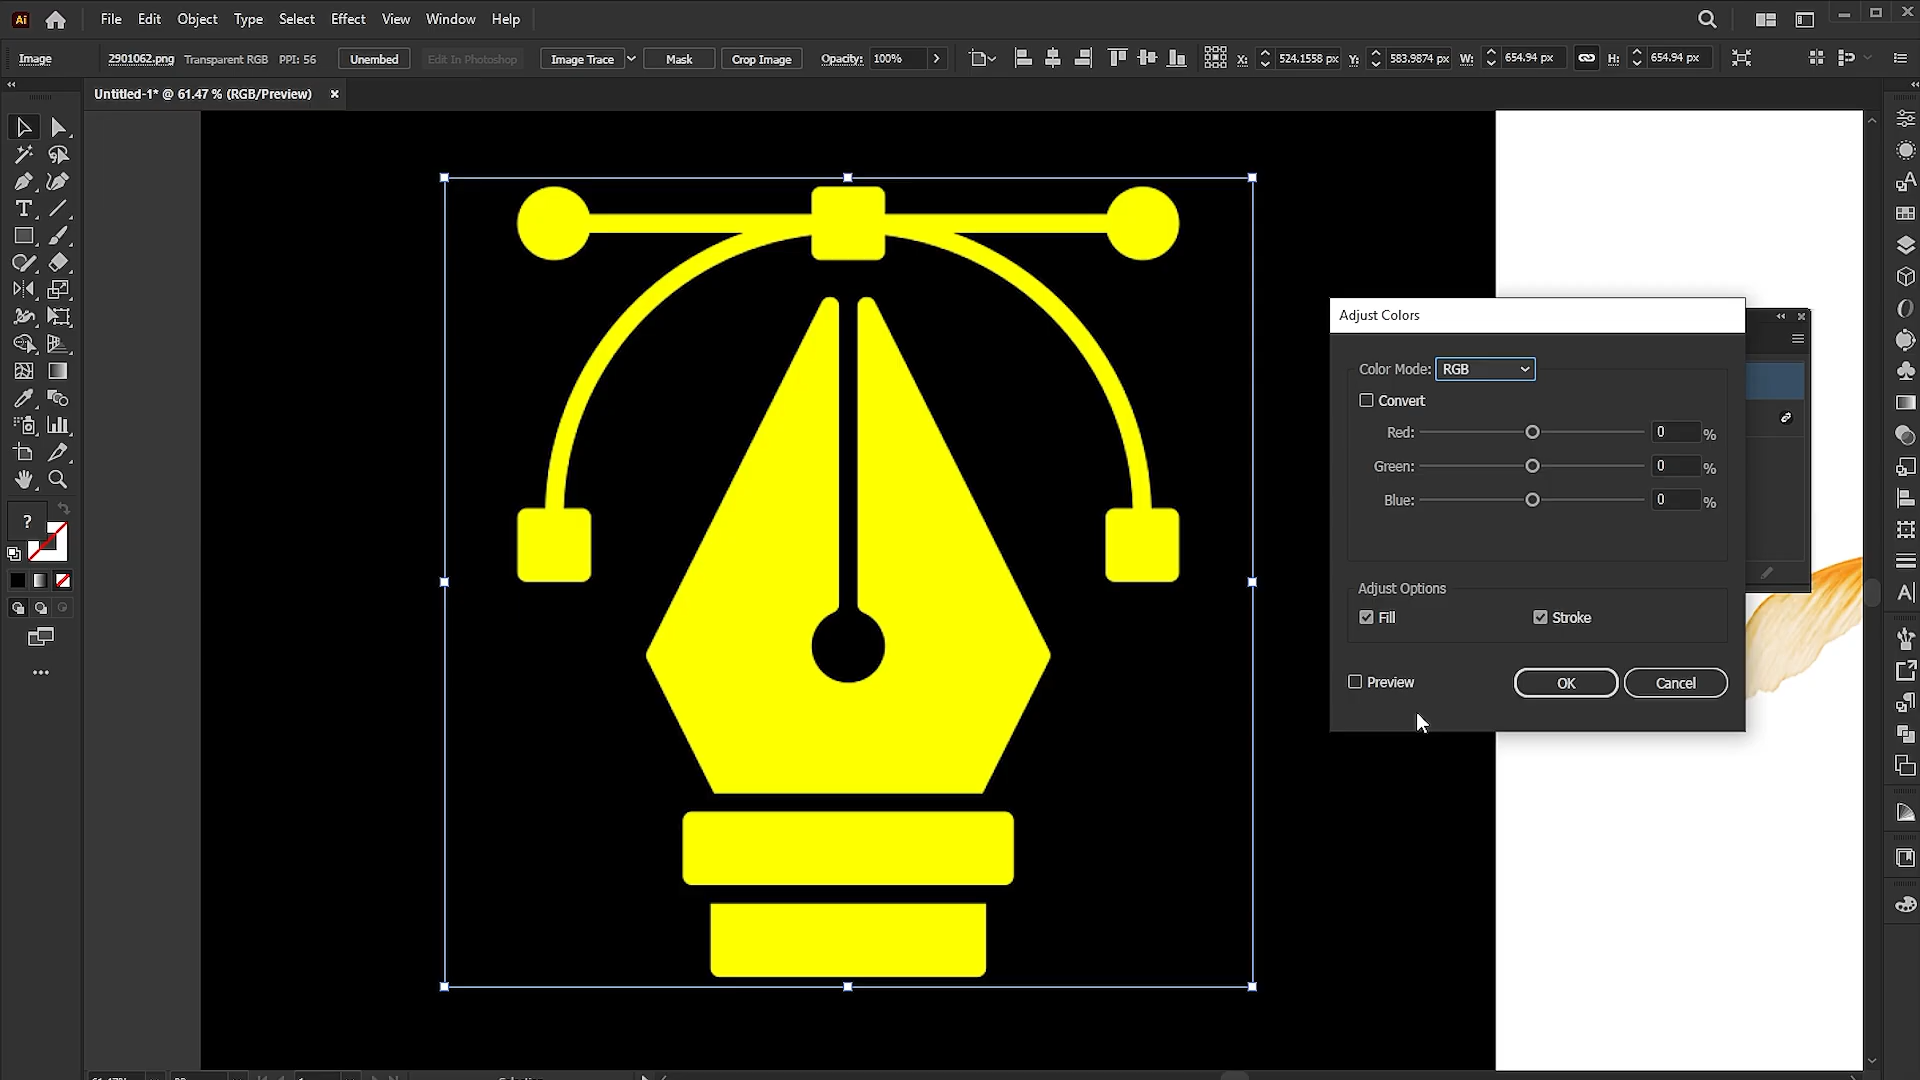 Ai File Edit Object Type Select Effect View Window Help
Image 2901062.png Transparent RGB PPI: 56 Unembed Edit In Photoshop Image Trace Mask Crop Image Opacity: 100% X: 524.1558 px Y: 583.9874 px W: 654.94 px H: 654.94 px
Untitled-1* @ 61.47 % (RGB/Preview)
Adjust Colors
Color Mode: RGB
Convert
Red: 0 %
Green: 0 %
Blue: 0 %
Adjust Options
Fill Stroke
Preview OK Cancel